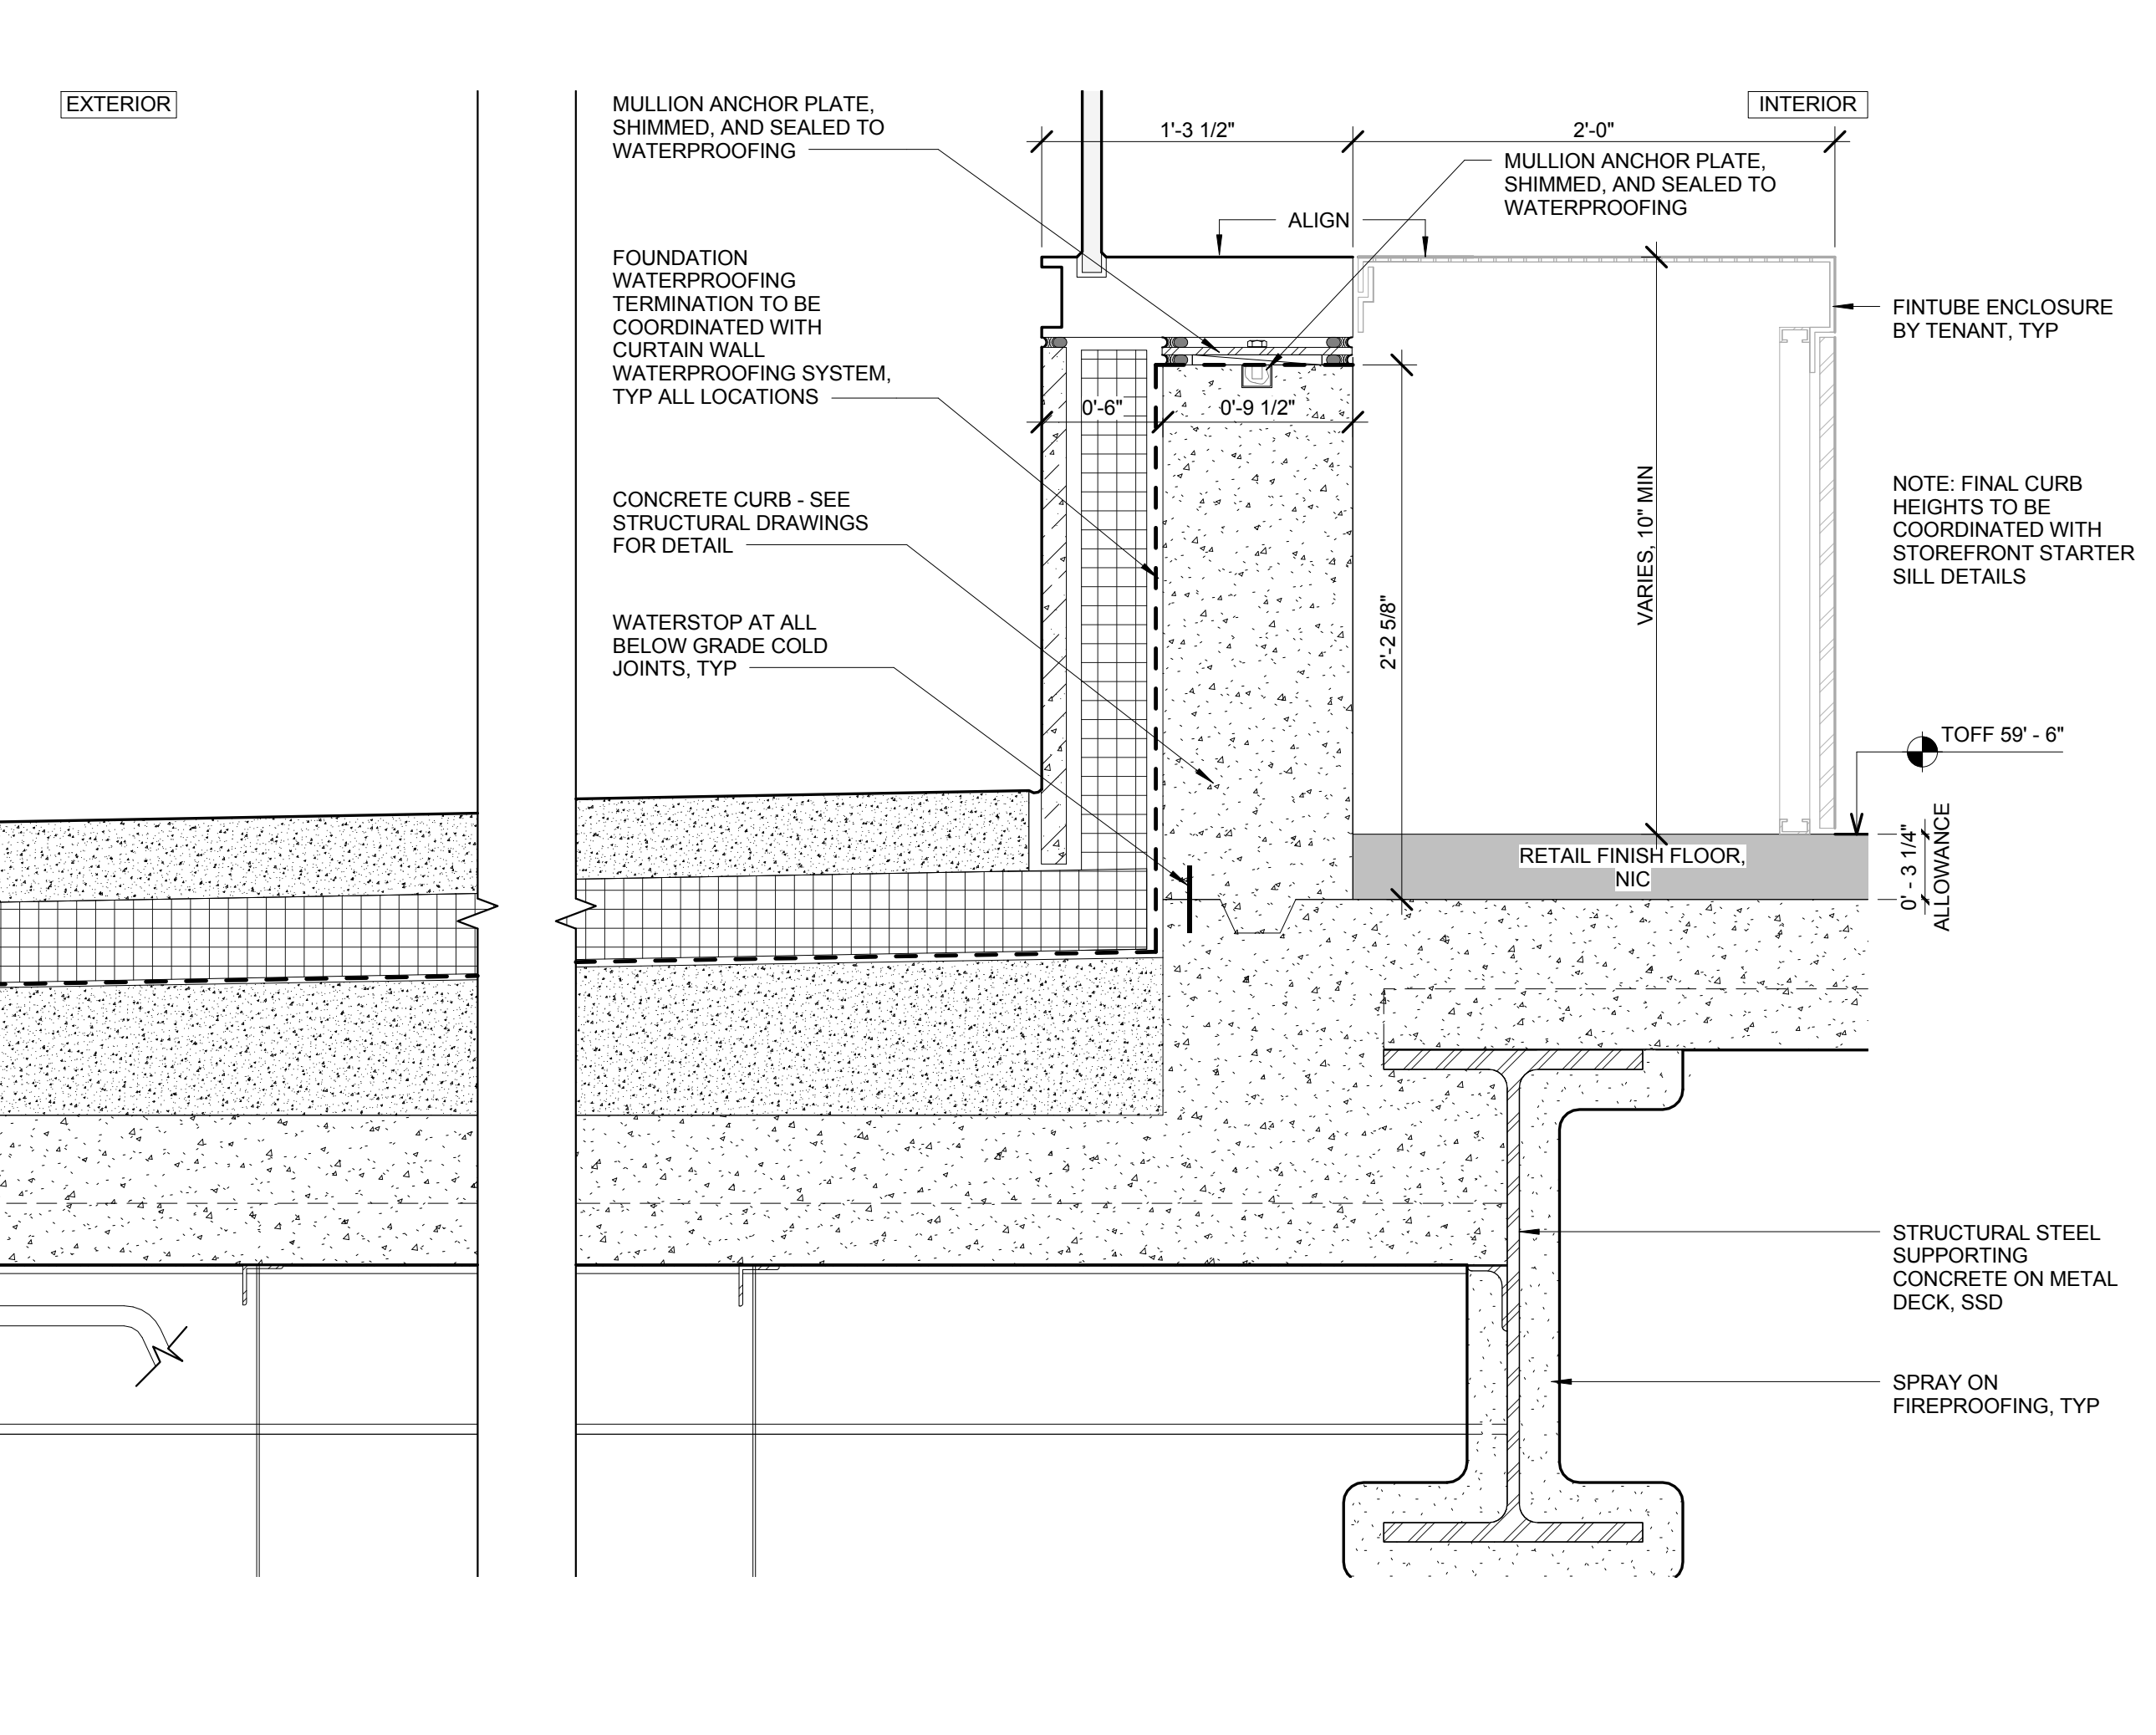 EXTERIOR
MULLION ANCHOR PLATE,
SHIMMED, AND SEALED TO
WATERPROOFING
FOUNDATION
WATERPROOFING
TERMINATION TO BE
COORDINATED WITH
CURTAIN WALL
WATERPROOFING SYSTEM,
TYP ALL LOCATIONS
CONCRETE CURB - SEE
STRUCTURAL DRAWINGS
FOR DETAIL
WATERSTOP AT ALL
BELOW GRADE COLD
JOINTS, TYP
1'-3 1/2"
2'-0"
INTERIOR
MULLION ANCHOR PLATE,
SHIMMED, AND SEALED TO
WATERPROOFING
ALIGN
0'-6"
0'-9 1/2"
2'-2 5/8"
VARIES, 10" MIN
FINTUBE ENCLOSURE
BY TENANT, TYP
NOTE: FINAL CURB
HEIGHTS TO BE
COORDINATED WITH
STOREFRONT STARTER
SILL DETAILS
TOFF 59' - 6"
0' - 3 1/4"
ALLOWANCE
RETAIL FINISH FLOOR,
NIC
STRUCTURAL STEEL
SUPPORTING
CONCRETE ON METAL
DECK, SSD
SPRAY ON
FIREPROOFING, TYP